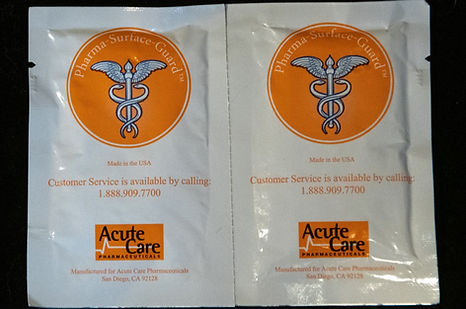 Pharma-Surface-Guard™
Made in the USA
Customer Service is available by calling:
1.888.909.7700
Acute
Care
PHARMACEUTICALS
Manufactured for Acute Care Pharmaceuticals
San Diego, CA 92128
Pharma-Surface-Guard™
Made in the USA
Customer Service is available by calling:
1.888.909.7700
Acute
Care
PHARMACEUTICALS
Manufactured for Acute Care Pharmaceuticals
San Diego, CA 92128